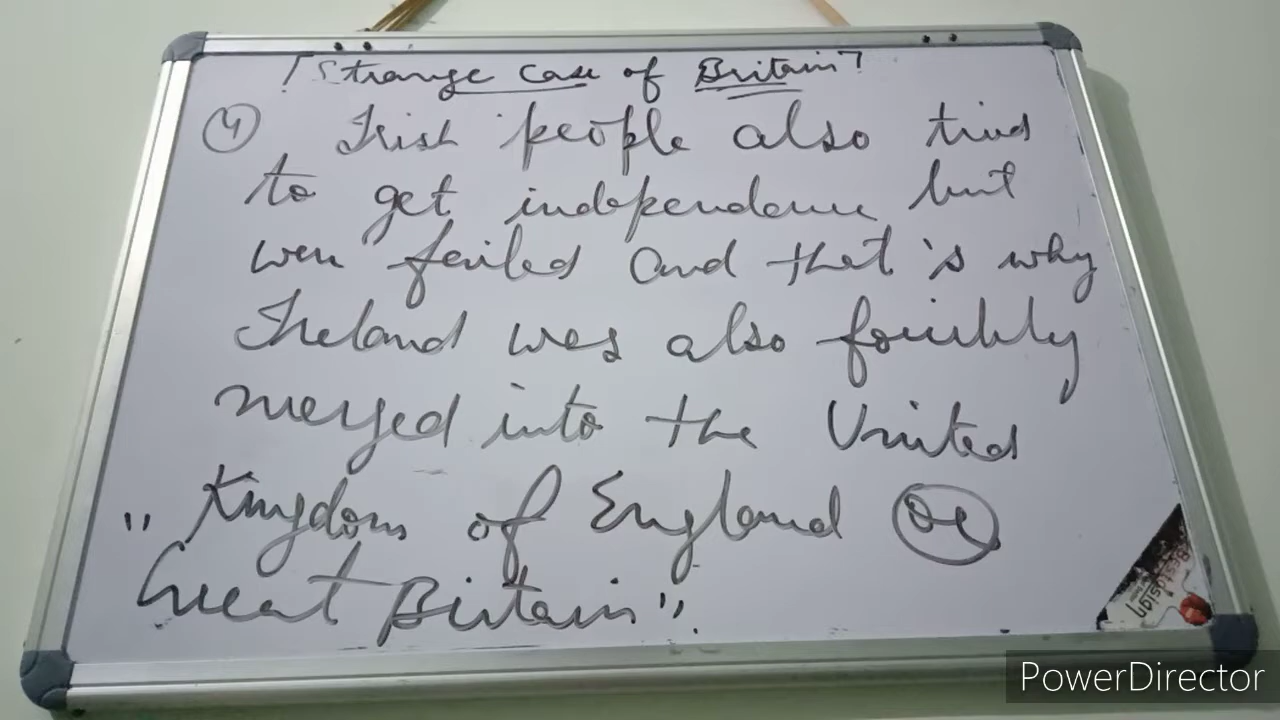 "Strange case of Britain"
④ Irish people also tried
to get independence but
were failed and that's why
Ireland was also forcibly
merged into the United
"Kingdom of England or
Great Britain".
Bestdsign
PowerDirector